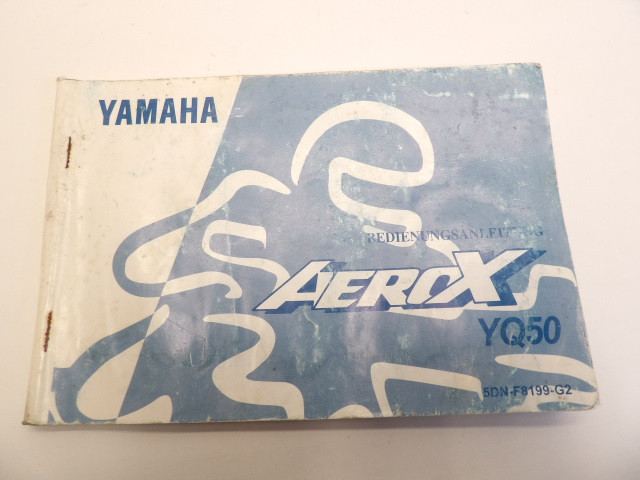 YAMAHA
BEDIENUNGSANLEITUNG
AEROX
YQ50
5DN-F8199-G2